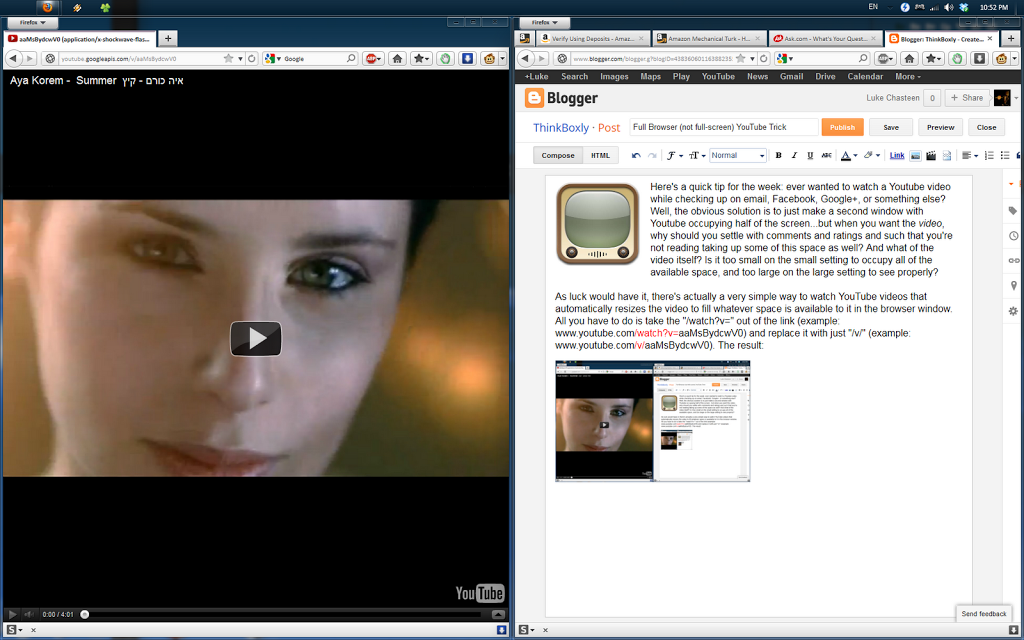 EN
10:52 PM
Firefox
aaMsBydcwV0 (application/x-shockwave-flas...
youtube.googleapis.com/v/aaMsBydcwV0
Google
Aya Korem - Summer איה כורם - קיץ
YouTube
0:00 / 4:01
S
Firefox
Verify Using Deposits - Amaz...
Amazon Mechanical Turk - H...
Ask.com - What's Your Quest...
Blogger: ThinkBoxly - Create...
www.blogger.com/blogger.g?blogID=438360601163882351
+Luke Search Images Maps Play YouTube News Gmail Drive Calendar More
Blogger
Luke Chasteen 0 + Share
ThinkBoxly · Post
Full Browser (not full-screen) YouTube Trick
Publish Save Preview Close
Compose HTML
Normal
B I U ABC A Link
Here's a quick tip for the week: ever wanted to watch a Youtube video
while checking up on email, Facebook, Google+, or something else?
Well, the obvious solution is to just make a second window with
Youtube occupying half of the screen...but when you want the video,
why should you settle with comments and ratings and such that you're
not reading taking up some of this space as well? And what of the
video itself? Is it too small on the small setting to occupy all of the
available space, and too large on the large setting to see properly?
As luck would have it, there's actually a very simple way to watch YouTube videos that
automatically resizes the video to fill whatever space is available to it in the browser window.
All you have to do is take the "/watch?v=" out of the link (example:
www.youtube.com/watch?v=aaMsBydcwV0) and replace it with just "/v/" (example:
www.youtube.com/v/aaMsBydcwV0). The result:
Blogger
Send feedback
S